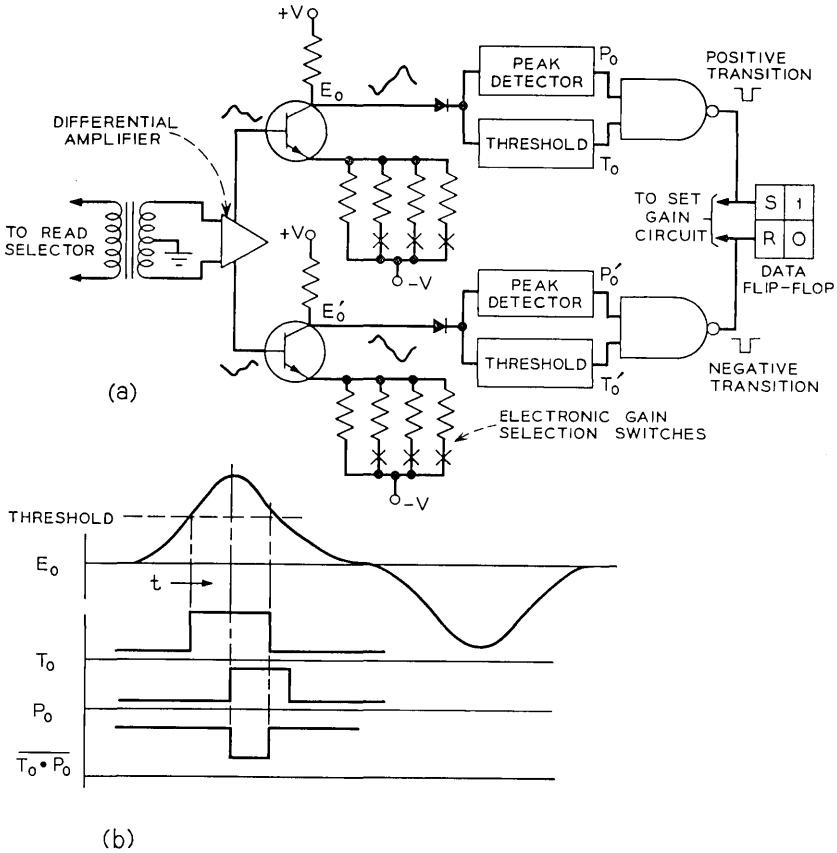 +V
E₀
DIFFERENTIAL
AMPLIFIER
TO READ
SELECTOR
PEAK
DETECTOR
P₀
THRESHOLD
T₀
POSITIVE
TRANSITION
TO SET
GAIN
CIRCUIT
S 1
R 0
DATA
FLIP-FLOP
-V
+V
E₀′
PEAK
DETECTOR
P₀′
THRESHOLD
T₀′
NEGATIVE
TRANSITION
ELECTRONIC GAIN
SELECTION SWITCHES
-V
(a)
THRESHOLD
E₀
t
T₀
P₀
T₀ • P₀
(b)